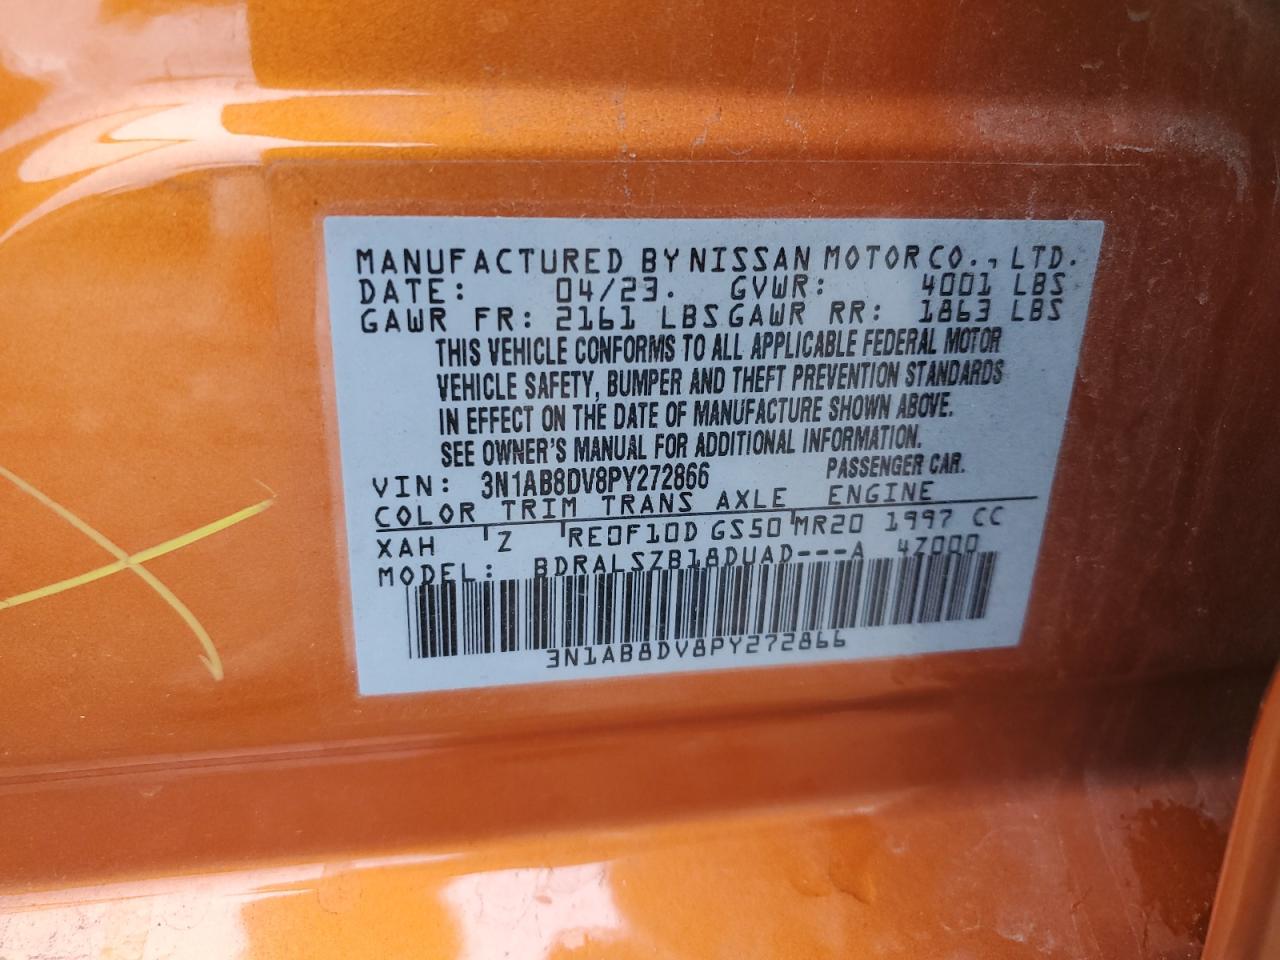 MANUFACTURED BY NISSAN MOTOR CO., LTD.
DATE: 04/23. GVWR: 4001 LBS
GAWR FR: 2161 LBS GAWR RR: 1863 LBS
THIS VEHICLE CONFORMS TO ALL APPLICABLE FEDERAL MOTOR
VEHICLE SAFETY, BUMPER AND THEFT PREVENTION STANDARDS
IN EFFECT ON THE DATE OF MANUFACTURE SHOWN ABOVE.
SEE OWNER'S MANUAL FOR ADDITIONAL INFORMATION.
VIN: 3N1AB8DV8PY272866 PASSENGER CAR.
COLOR TRIM TRANS AXLE ENGINE
XAH Z RE0F10D GS50 MR20 1997 CC
MODEL: BDRALSZB18DUAD---A 4Z000
3N1AB8DV8PY272866